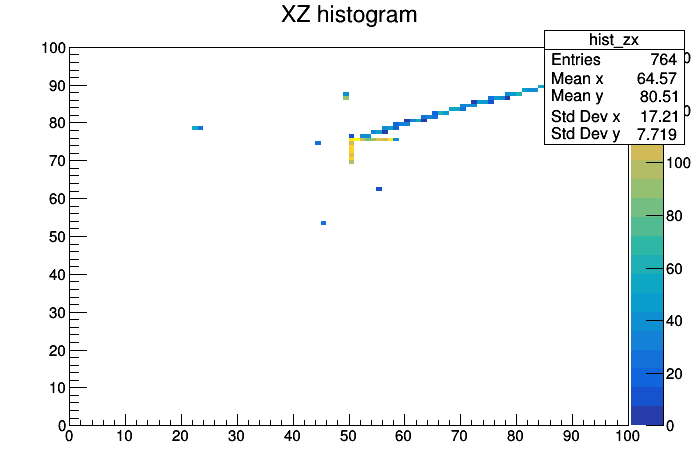 XZ histogram
hist_zx
Entries 764
Mean x 64.57
Mean y 80.51
Std Dev x 17.21
Std Dev y 7.719
100
90
80
70
60
50
40
30
20
10
0
0 10 20 30 40 50 60 70 80 90 100
100
80
60
40
20
0